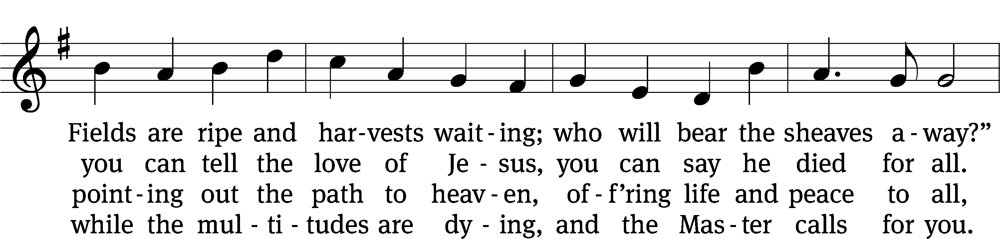 Fields are ripe and har-vests wait-ing; who will bear the sheaves a-way?”
you can tell the love of Je-sus, you can say he died for all.
point-ing out the path to heav-en, of-f’ring life and peace to all,
while the mul-ti-tudes are dy-ing, and the Mas-ter calls for you.